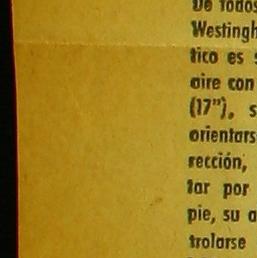 De todos
Westingh
tico es s
aire con
(17"), s
orientars
rección,
tar por
pie, su a
trolarse